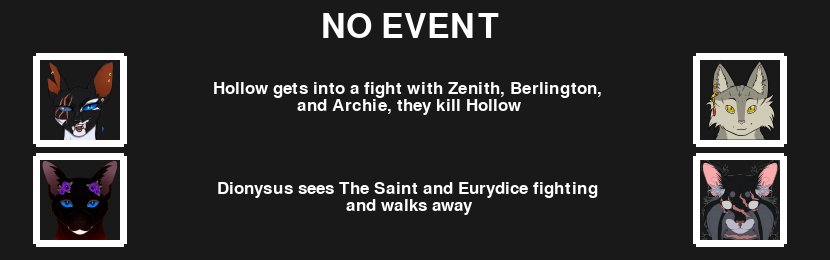 NO EVENT
Hollow gets into a fight with Zenith, Berlington,
and Archie, they kill Hollow
Dionysus sees The Saint and Eurydice fighting
and walks away